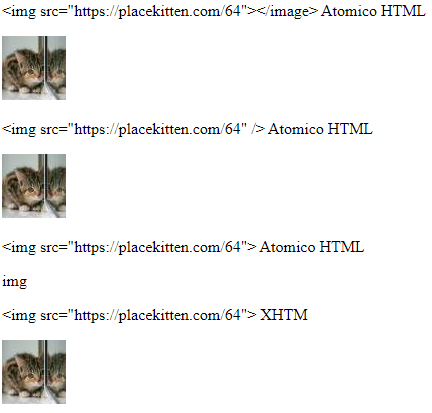 <img src="https://placekitten.com/64"></image> Atomico HTML
<img src="https://placekitten.com/64" /> Atomico HTML
<img src="https://placekitten.com/64"> Atomico HTML
img
<img src="https://placekitten.com/64"> XHTM